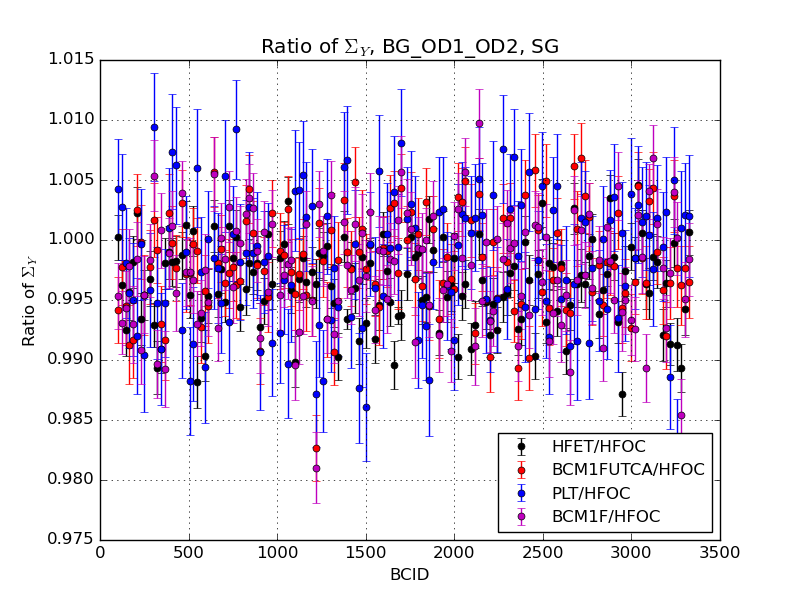 Ratio of Σ_Y, BG_OD1_OD2, SG
1.015
1.010
1.005
1.000
0.995
0.990
0.985
0.980
0.975
Ratio of Σ_Y
HFET/HFOC
BCM1FUTCA/HFOC
PLT/HFOC
BCM1F/HFOC
0 500 1000 1500 2000 2500 3000 3500
BCID